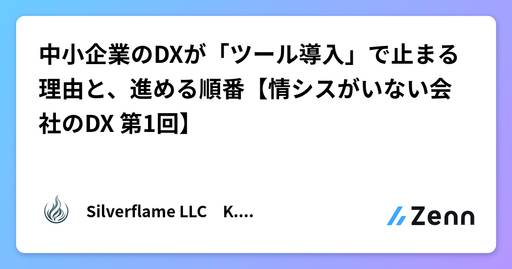 中小企業のDXが「ツール導入」で止まる
理由と、進める順番【情シスがいない会
社のDX 第1回】
Silverflame LLC　K....
Zenn